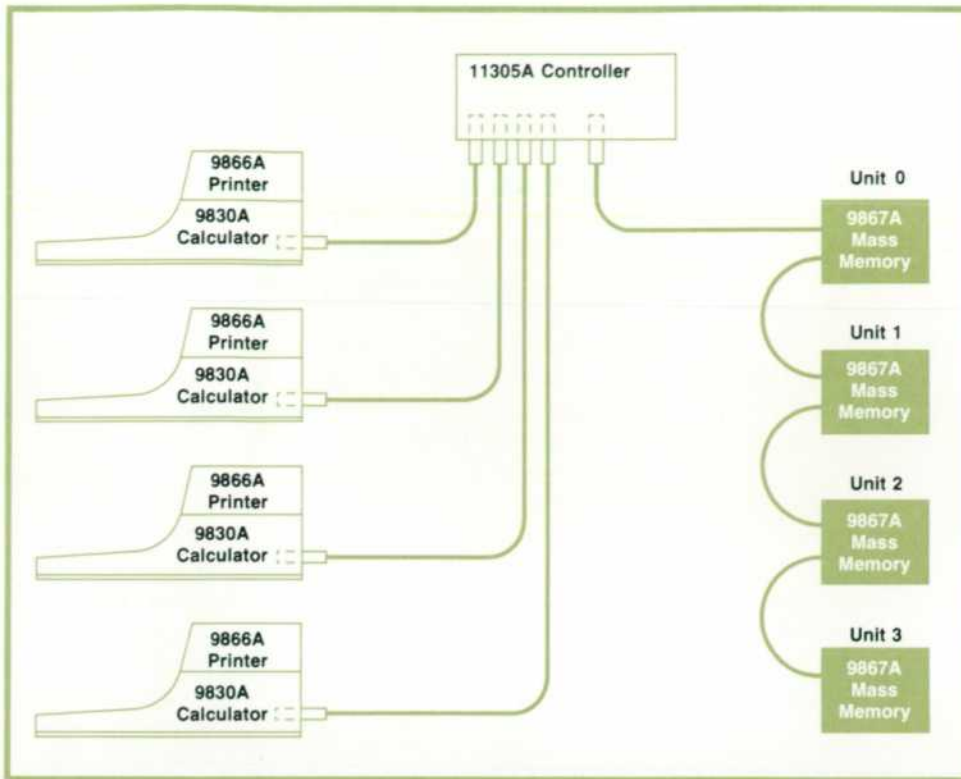 11305A Controller
9866A
Printer
9830A
Calculator
9866A
Printer
9830A
Calculator
9866A
Printer
9830A
Calculator
9866A
Printer
9830A
Calculator
Unit 0
9867A
Mass
Memory
Unit 1
9867A
Mass
Memory
Unit 2
9867A
Mass
Memory
Unit 3
9867A
Mass
Memory